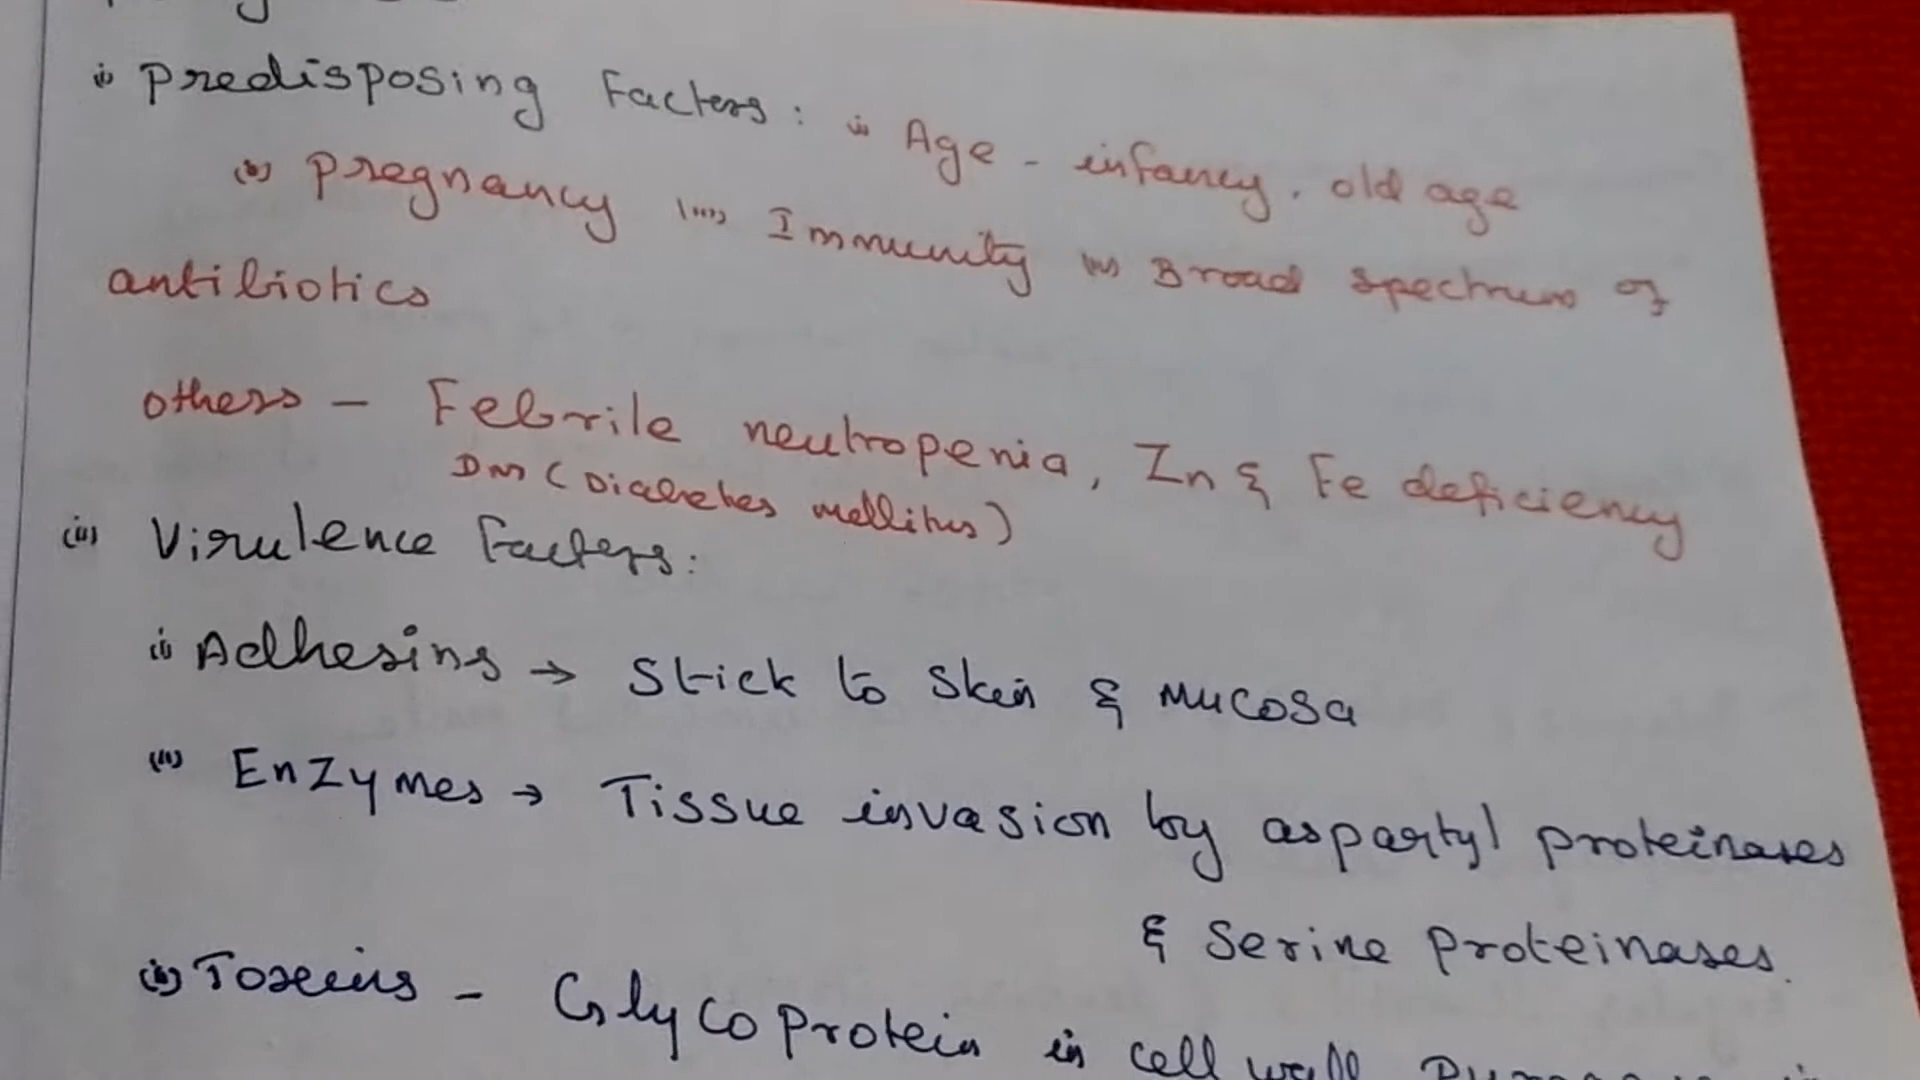 (i) Predisposing Factors : (i) Age - infancy, old age
(ii) Pregnancy (iii) Immunity (iv) Broad spectrum of
antibiotics
others - Febrile neutropenia, Zn & Fe deficiency
DM (Diabetes mellitus)
(ii) Virulence Factors:
(i) Adhesins → Stick to Skin & Mucosa
(ii) Enzymes → Tissue invasion by aspartyl proteinases
& Serine proteinases.
(iii) Toxins - Glycoprotein in cell wall